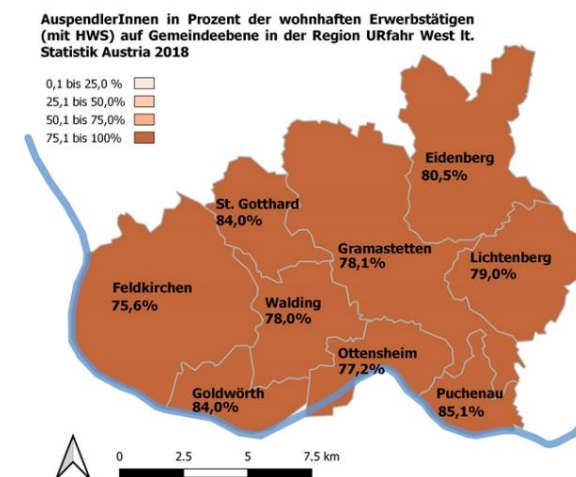 AuspendlerInnen in Prozent der wohnhaften Erwerbstätigen
(mit HWS) auf Gemeindeebene in der Region URfahr West lt.
Statistik Austria 2018
0,1 bis 25,0 %
25,1 bis 50,0%
50,1 bis 75,0%
75,1 bis 100%
Eidenberg
80,5%
St. Gotthard
84,0%
Gramastetten
78,1%
Lichtenberg
79,0%
Feldkirchen
75,6%
Walding
78,0%
Ottensheim
77,2%
Goldwörth
84,0%
Puchenau
85,1%
0 2.5 5 7.5 km